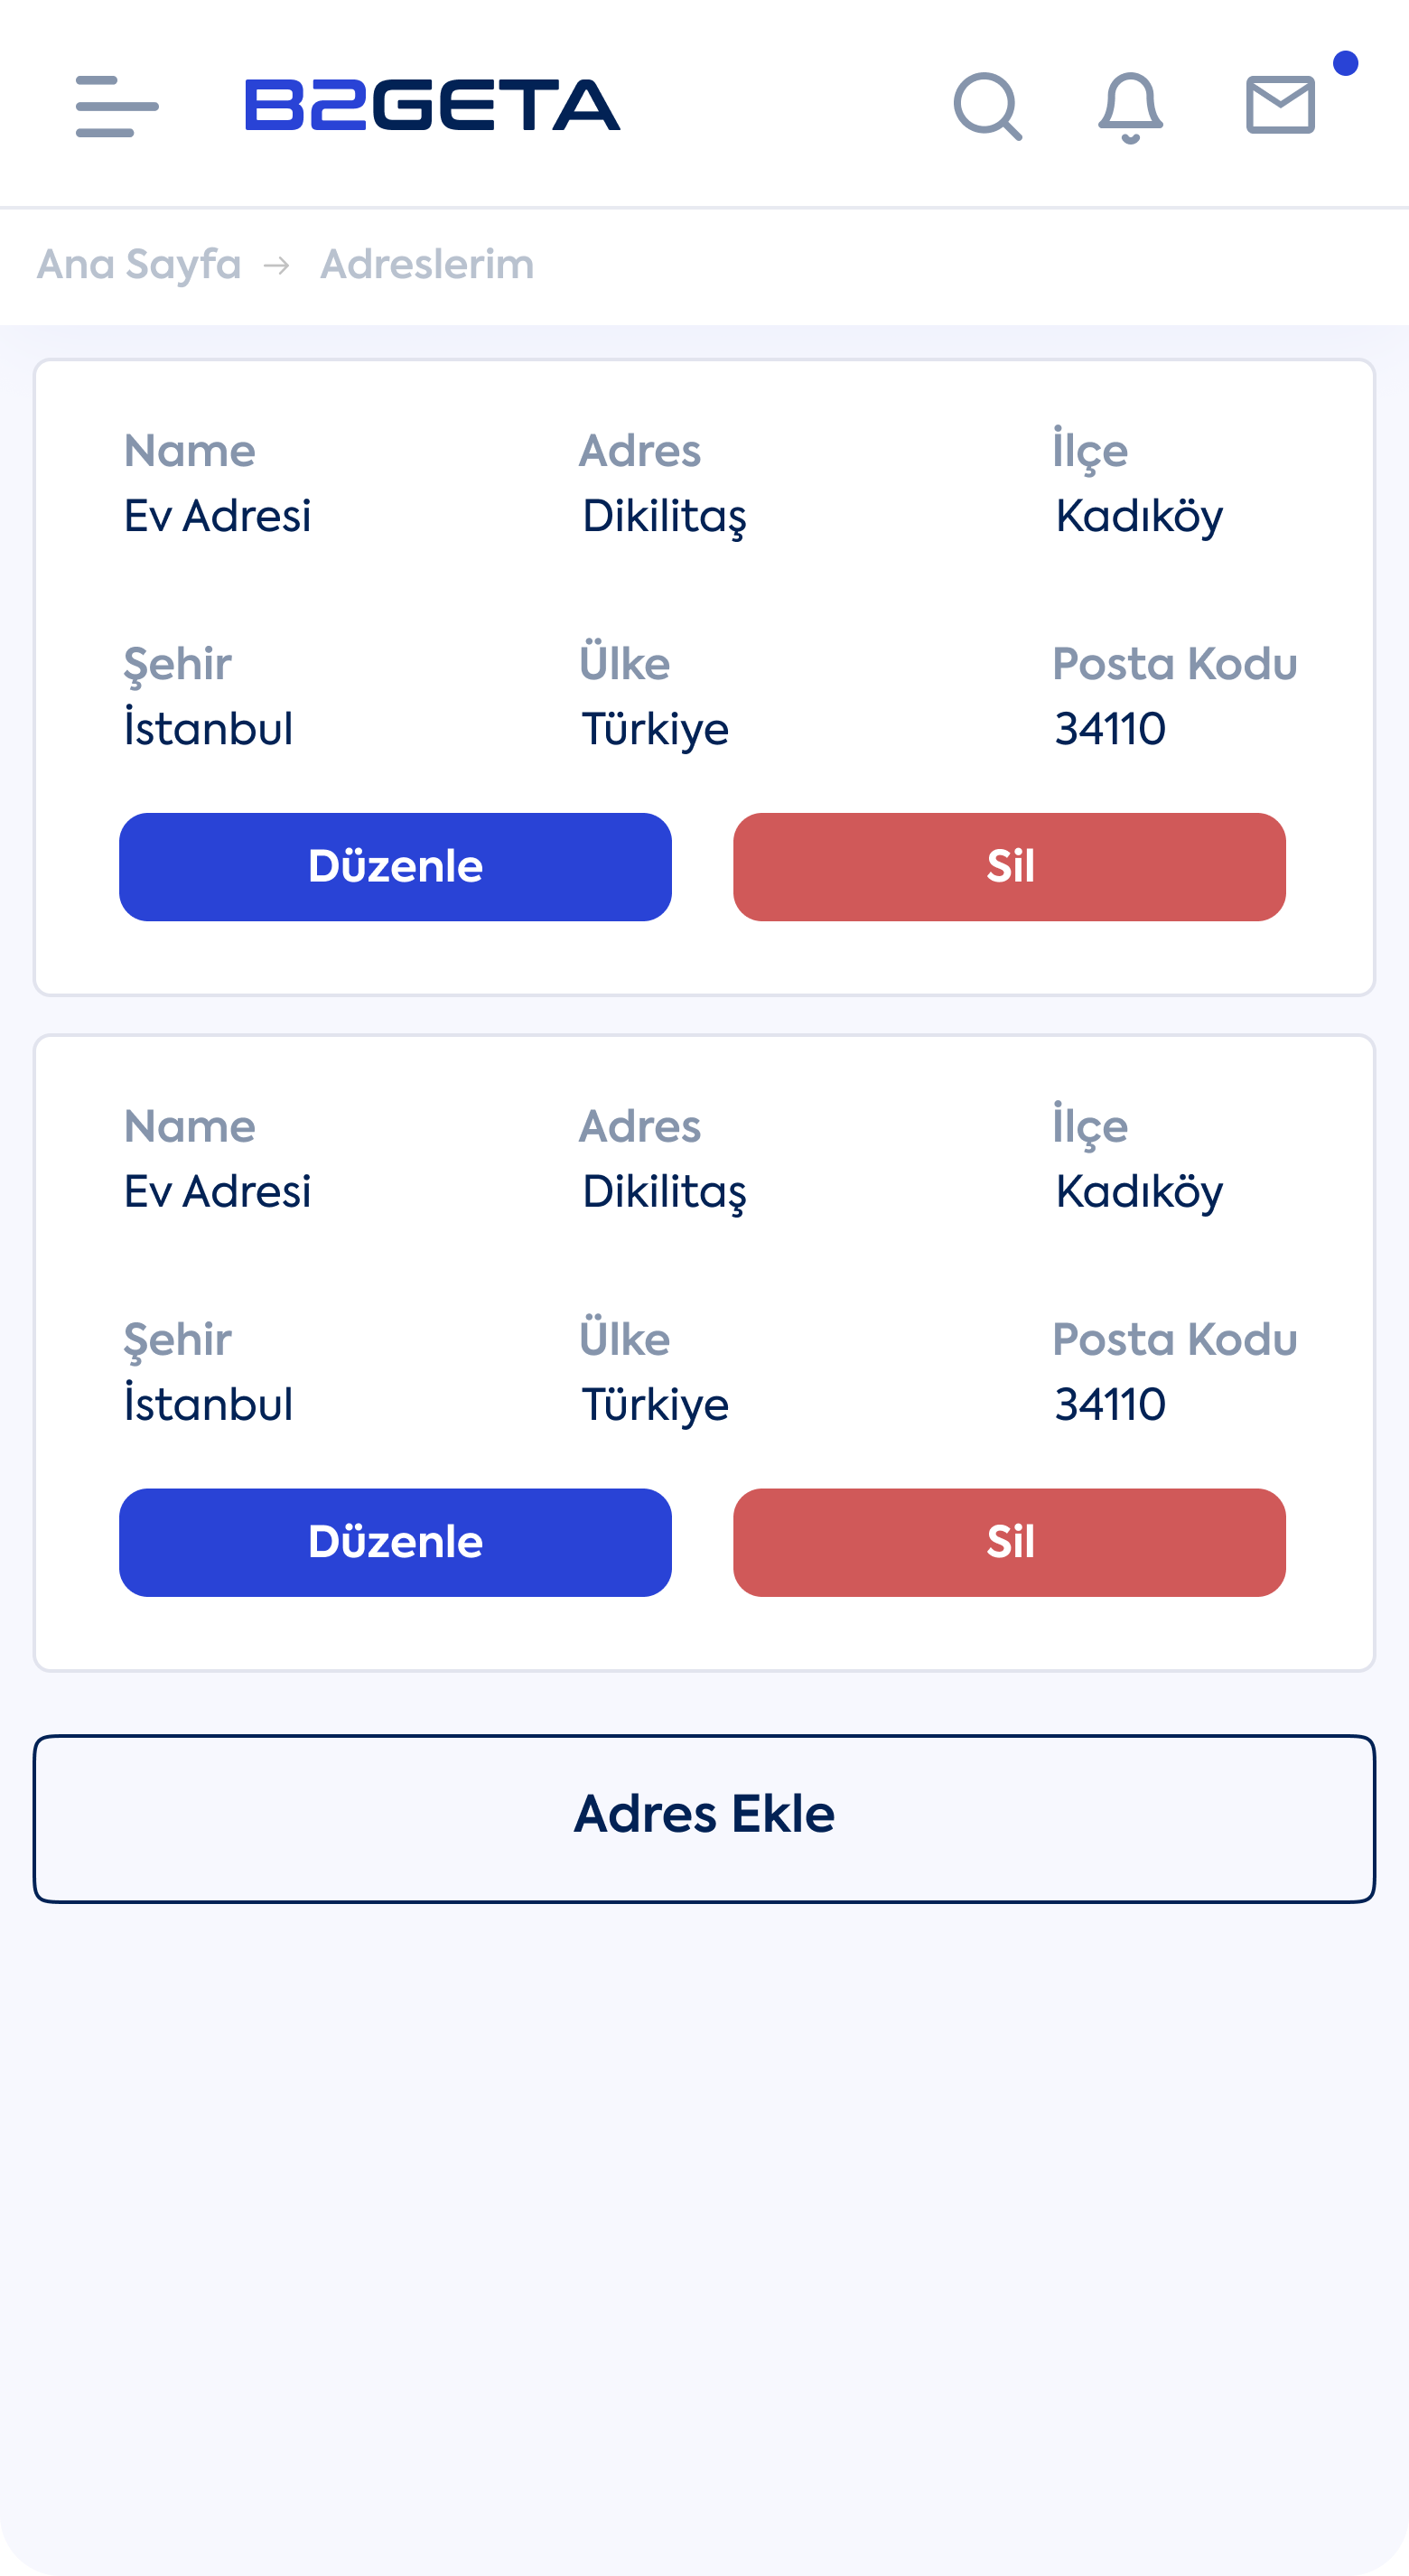 B2GETA
Ana Sayfa → Adreslerim
Name Adres İlçe
Ev Adresi Dikilitaş Kadıköy
Şehir Ülke Posta Kodu
İstanbul Türkiye 34110
Düzenle Sil
Name Adres İlçe
Ev Adresi Dikilitaş Kadıköy
Şehir Ülke Posta Kodu
İstanbul Türkiye 34110
Düzenle Sil
Adres Ekle